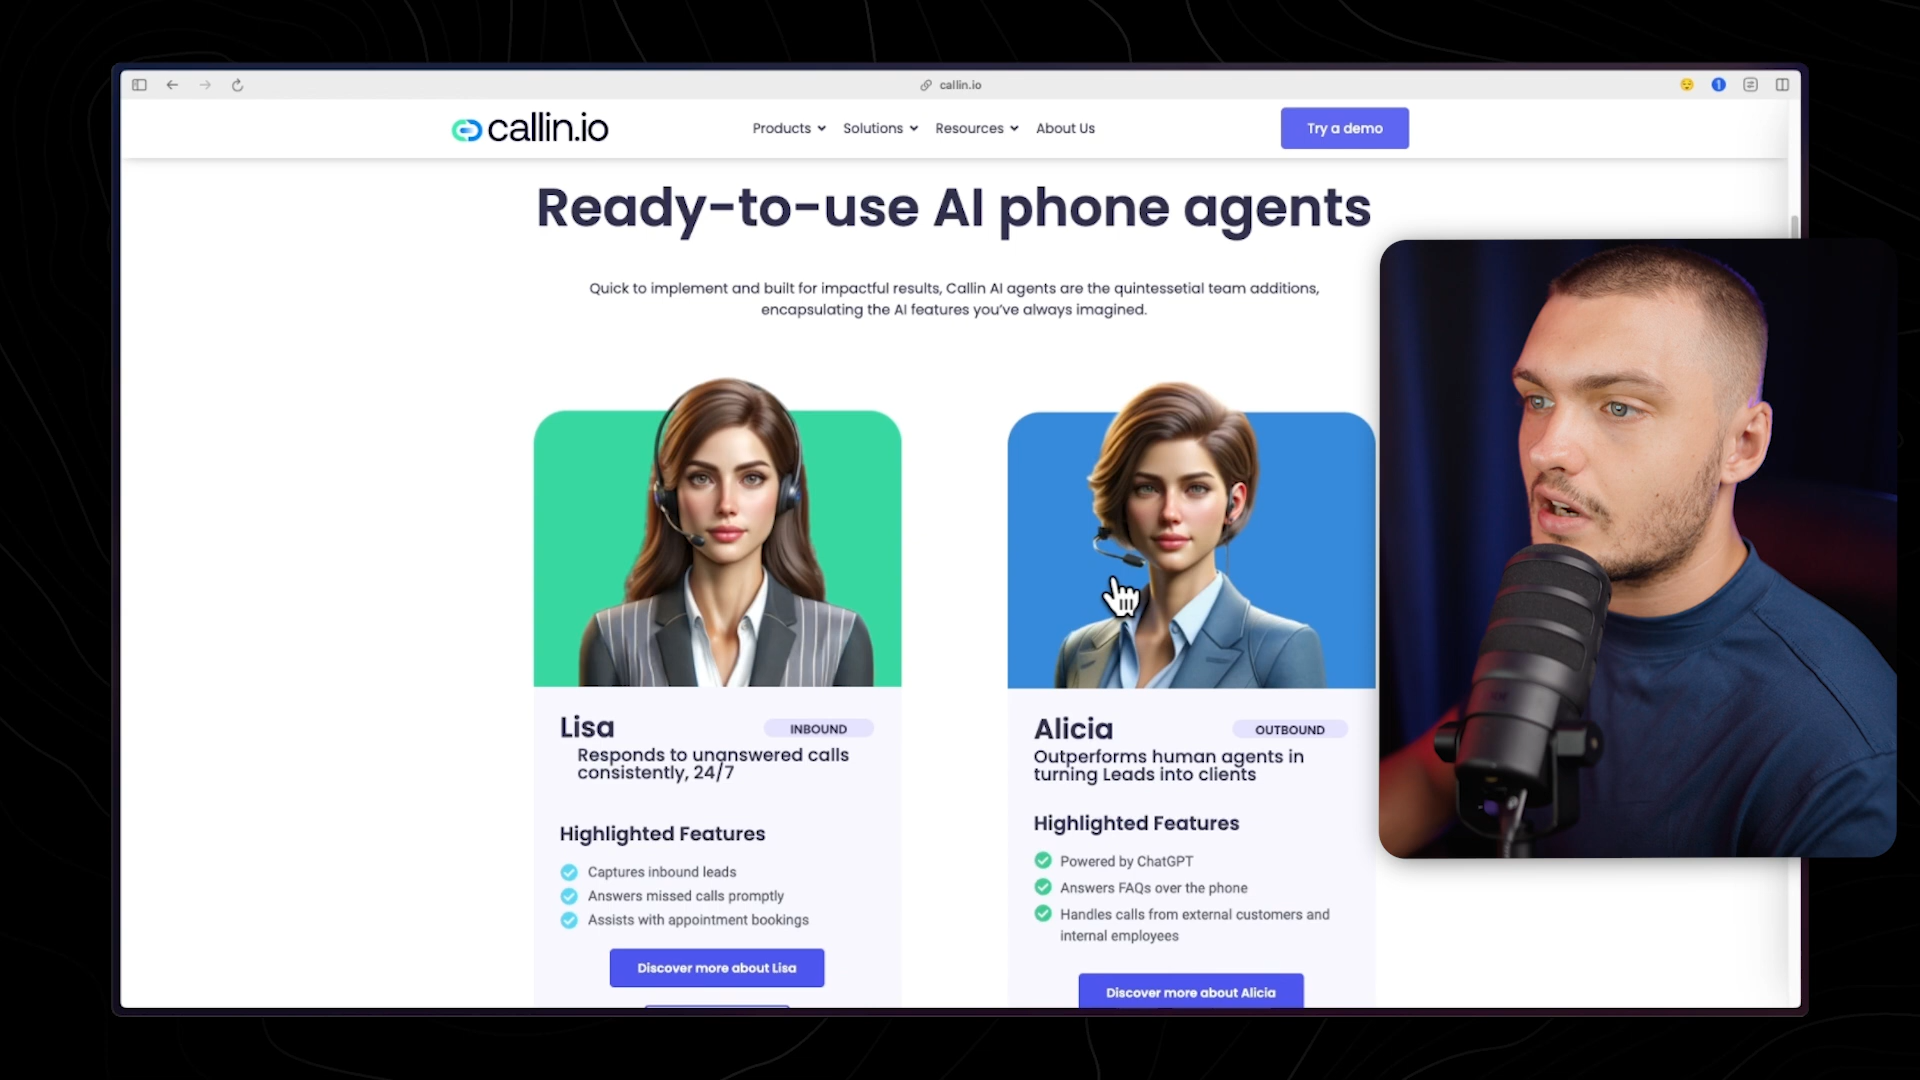 callin.io
callin.io
Products
Solutions
Resources
About Us
Try a demo
Ready-to-use AI phone agents
Quick to implement and built for impactful results, Callin AI agents are the quintessetial team additions,
encapsulating the AI features you've always imagined.
Lisa
INBOUND
Responds to unanswered calls
consistently, 24/7
Highlighted Features
Captures inbound leads
Answers missed calls promptly
Assists with appointment bookings
Discover more about Lisa
Alicia
OUTBOUND
Outperforms human agents in
turning Leads into clients
Highlighted Features
Powered by ChatGPT
Answers FAQs over the phone
Handles calls from external customers and
internal employees
Discover more about Alicia